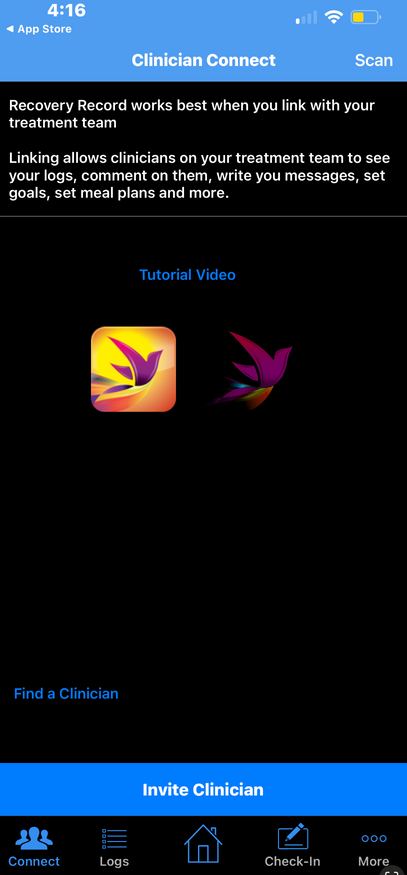 4:16
◀ App Store
Clinician Connect
Scan
Recovery Record works best when you link with your
treatment team
Linking allows clinicians on your treatment team to see
your logs, comment on them, write you messages, set
goals, set meal plans and more.
Tutorial Video
Find a Clinician
Invite Clinician
Connect
Logs
Check-In
More